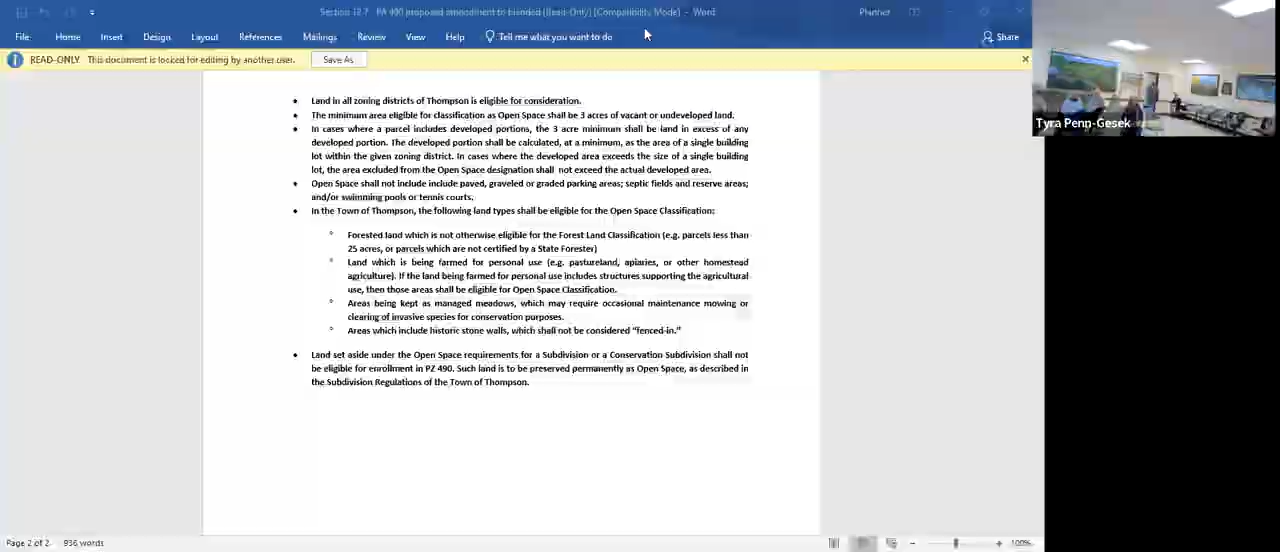 Section 12-7 PA 490 proposed amendment to blended (Read-Only) [Compatibility Mode] - Word
Planner
File Home Insert Design Layout References Mailings Review View Help Tell me what you want to do Share
READ-ONLY This document is locked for editing by another user. Save As
Tyra Penn-Gesek
• Land in all zoning districts of Thompson is eligible for consideration.
• The minimum area eligible for classification as Open Space shall be 3 acres of vacant or undeveloped land.
• In cases where a parcel includes developed portions, the 3 acre minimum shall be land in excess of any
developed portion. The developed portion shall be calculated, at a minimum, as the area of a single building
lot within the given zoning district. In cases where the developed area exceeds the size of a single building
lot, the area excluded from the Open Space designation shall not exceed the actual developed area.
• Open Space shall not include include paved, graveled or graded parking areas; septic fields and reserve areas;
and/or swimming pools or tennis courts.
• In the Town of Thompson, the following land types shall be eligible for the Open Space Classification:
° Forested land which is not otherwise eligible for the Forest Land Classification (e.g. parcels less than
25 acres, or parcels which are not certified by a State Forester)
° Land which is being farmed for personal use (e.g. pastureland, apiaries, or other homestead
agriculture). If the land being farmed for personal use includes structures supporting the agricultural
use, then those areas shall be eligible for Open Space Classification.
° Areas being kept as managed meadows, which may require occasional maintenance mowing or
clearing of invasive species for conservation purposes.
° Areas which include historic stone walls, which shall not be considered “fenced-in.”
• Land set aside under the Open Space requirements for a Subdivision or a Conservation Subdivision shall not
be eligible for enrollment in PZ 490. Such land is to be preserved permanently as Open Space, as described in
the Subdivision Regulations of the Town of Thompson.
Page 2 of 2 936 words
100%